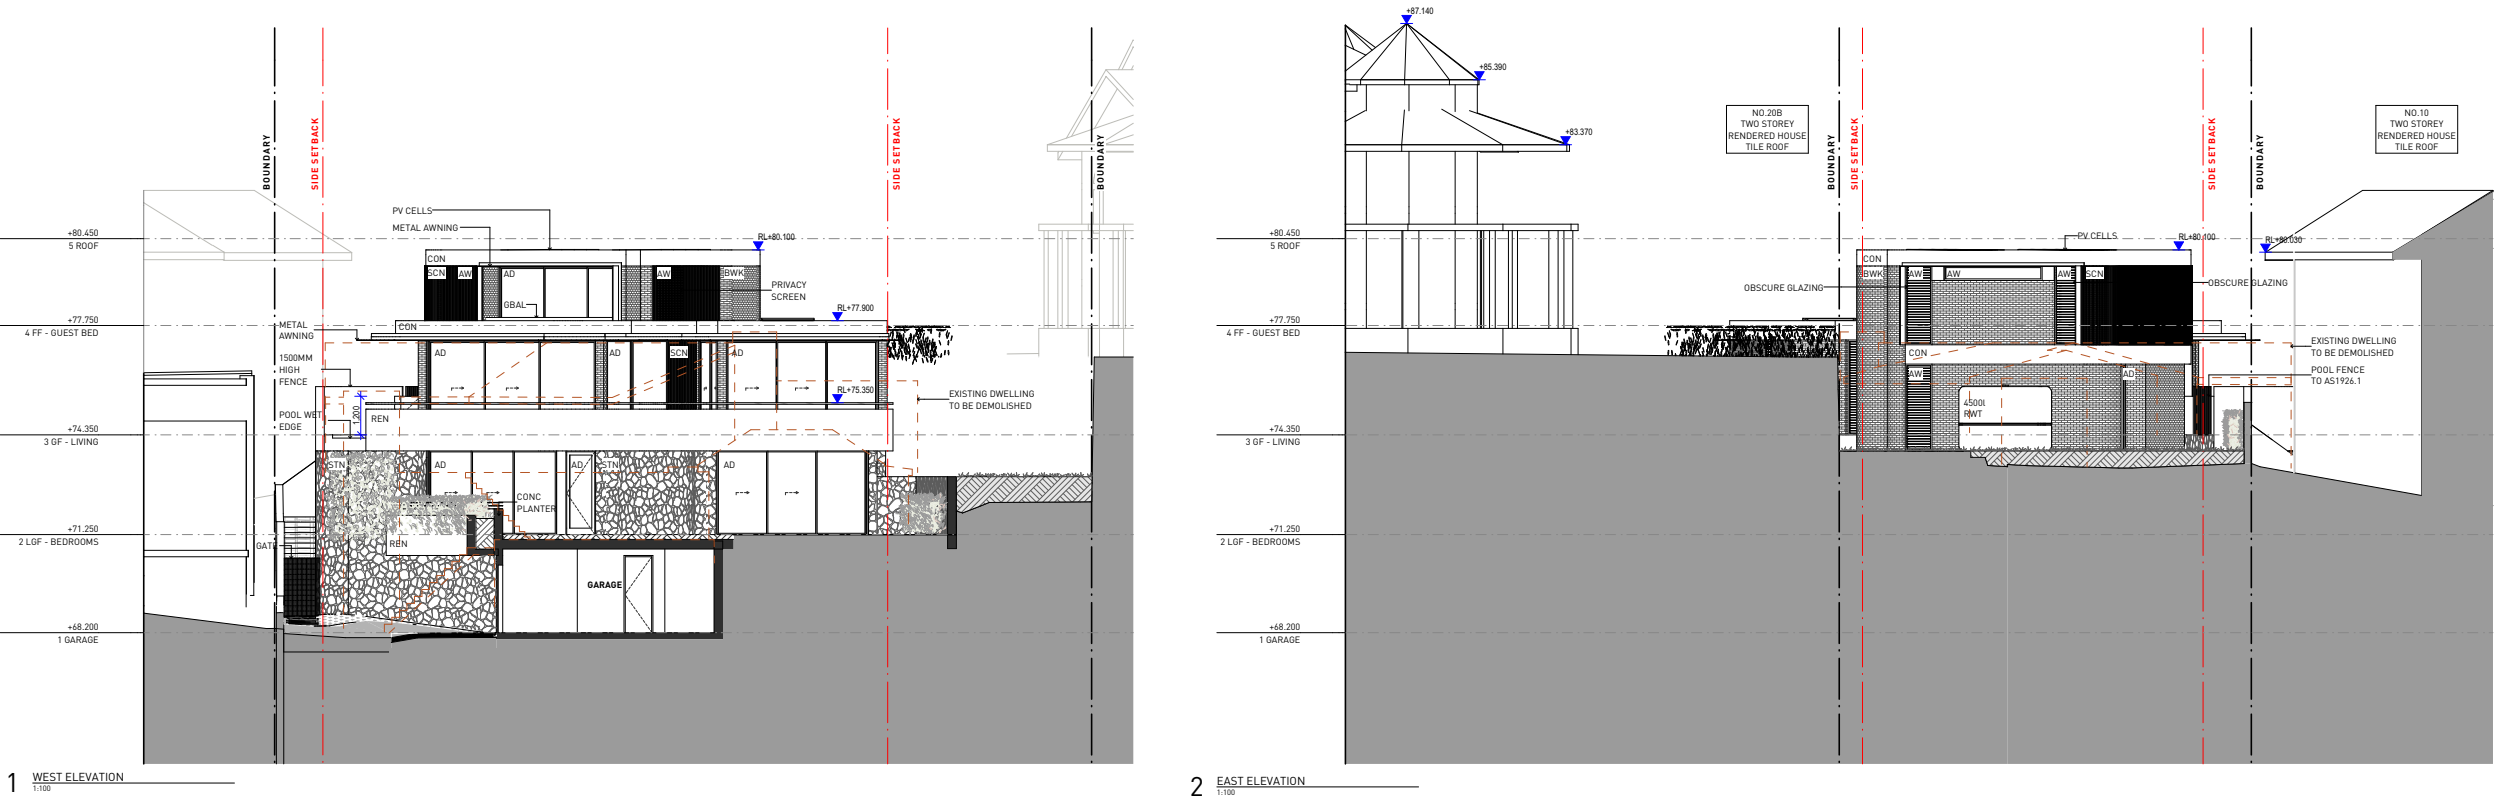 BOUNDARY
SIDE SETBACK
SIDE SETBACK
BOUNDARY
PV CELLS
METAL AWNING
+80.450
5 ROOF
RL+80.100
CON
SCN
AW
AD
AW
BWK
PRIVACY
SCREEN
GBAL
RL+77.900
+77.750
4 FF - GUEST BED
METAL
AWNING
CON
AD
AD
SCN
AD
1500MM
HIGH
FENCE
RL+75.350
EXISTING DWELLING
TO BE DEMOLISHED
POOL WET
EDGE
1.200
REN
+74.350
3 GF - LIVING
STN
AD
AD
STN
AD
CONC
PLANTER
+71.250
2 LGF - BEDROOMS
GATE
REN
GARAGE
+68.200
1 GARAGE
1
WEST ELEVATION
1:100
+87.140
+85.390
+83.370
NO.20B
TWO STOREY
RENDERED HOUSE
TILE ROOF
BOUNDARY
SIDE SETBACK
SIDE SETBACK
BOUNDARY
NO.10
TWO STOREY
RENDERED HOUSE
TILE ROOF
+80.450
5 ROOF
PV CELLS
RL+80.100
RL+80.030
CON
BWK
AW
AW
AW
SCN
OBSCURE GLAZING
OBSCURE GLAZING
+77.750
4 FF - GUEST BED
CON
EXISTING DWELLING
TO BE DEMOLISHED
AW
AD
POOL FENCE
TO AS1926.1
4500l
RWT
+74.350
3 GF - LIVING
+71.250
2 LGF - BEDROOMS
+68.200
1 GARAGE
2
EAST ELEVATION
1:100